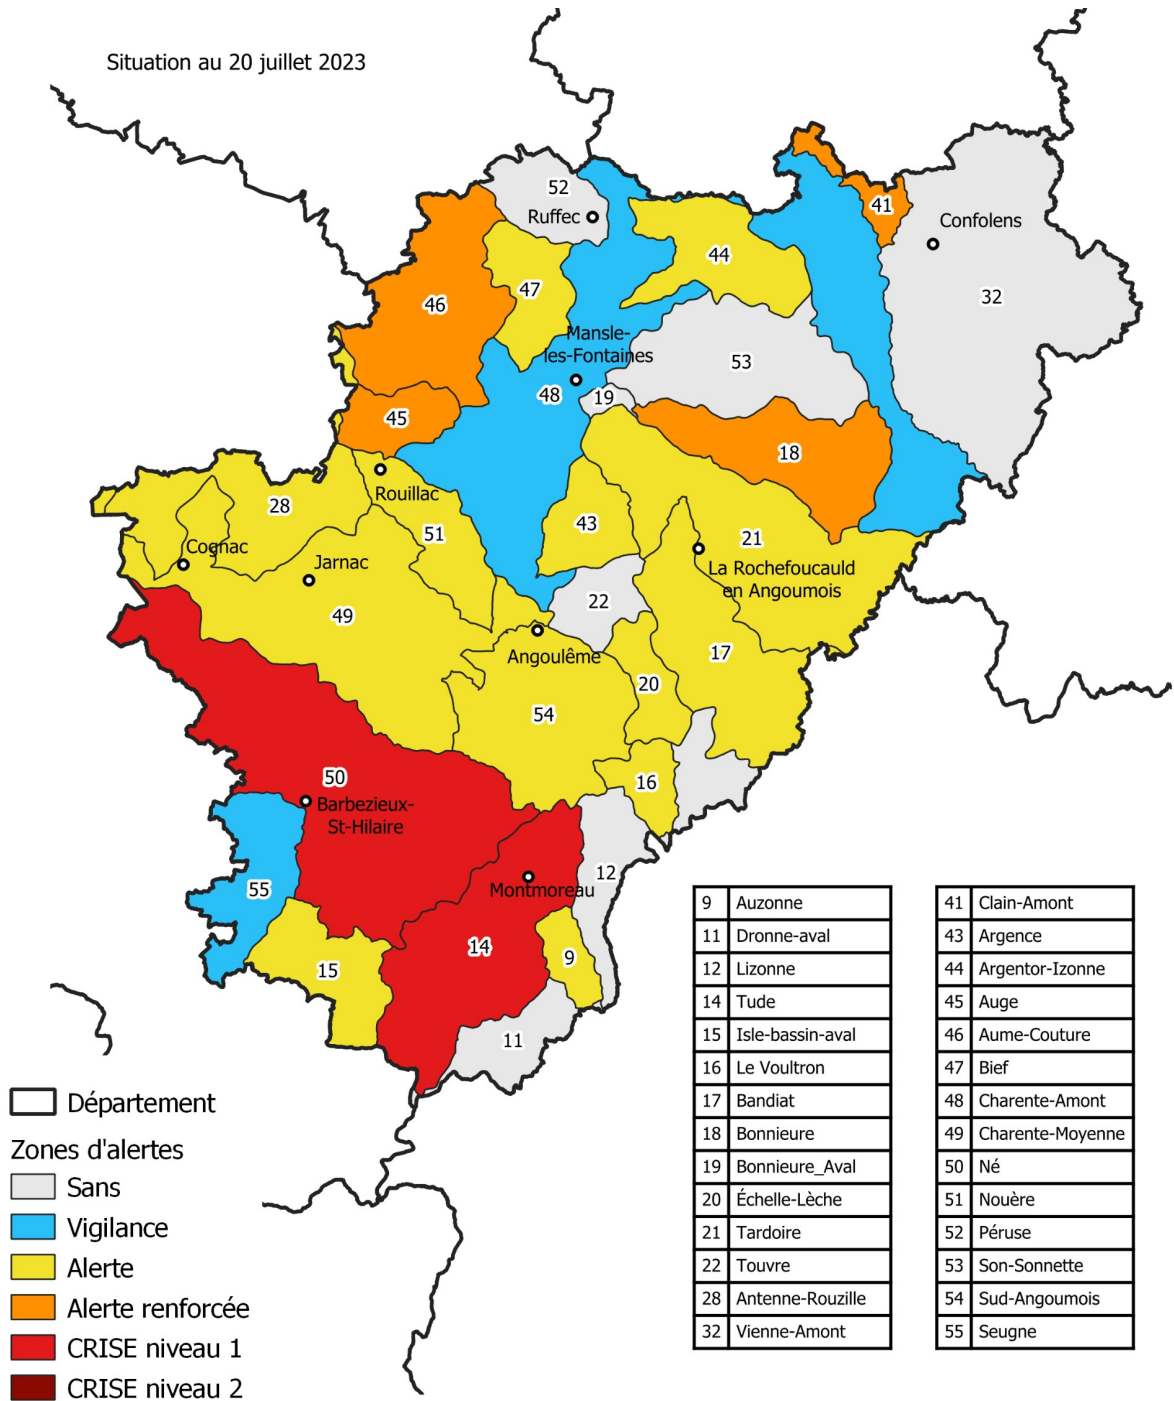 Situation au 20 juillet 2023
52
Ruffec
41
Confolens
44
47
46
32
Mansle-
les-Fontaines
53
48
19
45
18
Rouillac
28
43
51
21
Cognac
Jarnac
La Rochefoucauld
en Angoumois
22
49
Angoulême
17
20
54
50
16
Barbezieux-
St-Hilaire
12
55
Montmoreau
14
9
15
11
9 Auzonne
11 Dronne-aval
12 Lizonne
14 Tude
15 Isle-bassin-aval
16 Le Voultron
17 Bandiat
18 Bonnieure
19 Bonnieure_Aval
20 Échelle-Lèche
21 Tardoire
22 Touvre
28 Antenne-Rouzille
32 Vienne-Amont
41 Clain-Amont
43 Argence
44 Argentor-Izonne
45 Auge
46 Aume-Couture
47 Bief
48 Charente-Amont
49 Charente-Moyenne
50 Né
51 Nouère
52 Péruse
53 Son-Sonnette
54 Sud-Angoumois
55 Seugne
Département
Zones d'alertes
Sans
Vigilance
Alerte
Alerte renforcée
CRISE niveau 1
CRISE niveau 2